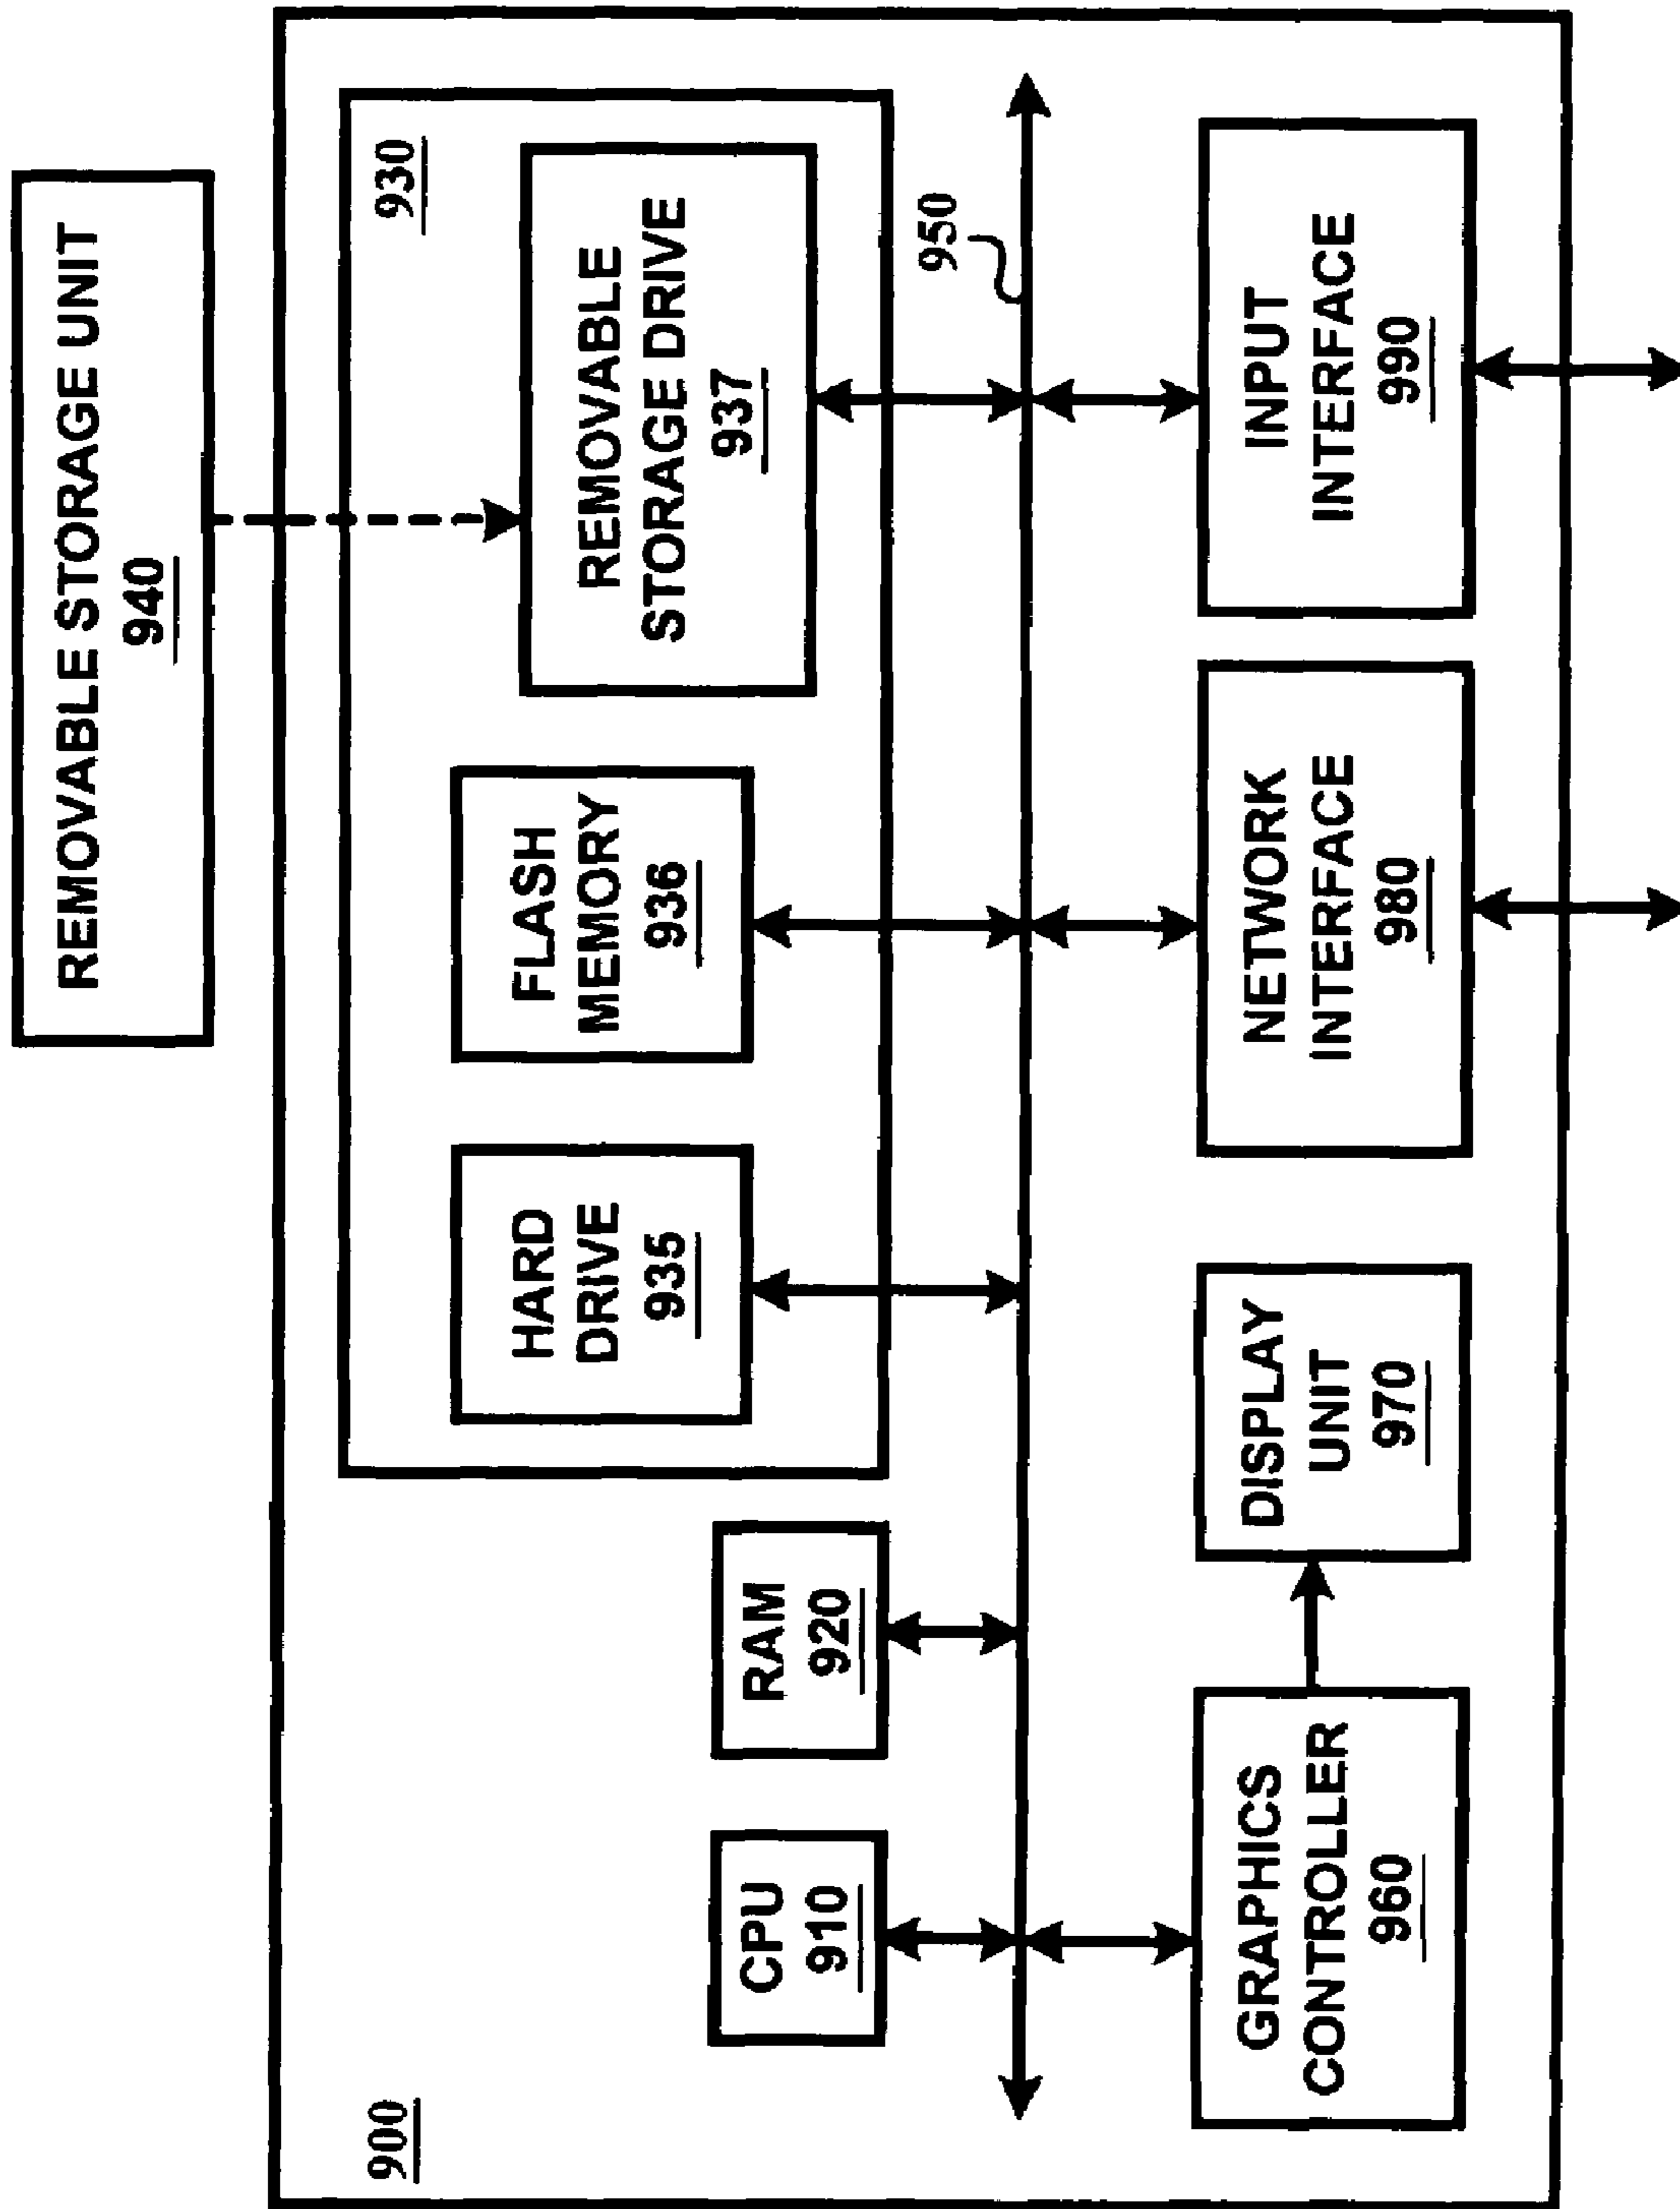 REMOVABLE STORAGE UNIT
940
900
930
HARD
DRIVE
935
FLASH
MEMORY
936
REMOVABLE
STORAGE DRIVE
937
CPU
910
RAM
920
950
GRAPHICS
CONTROLLER
960
DISPLAY
UNIT
970
NETWORK
INTERFACE
980
INPUT
INTERFACE
990